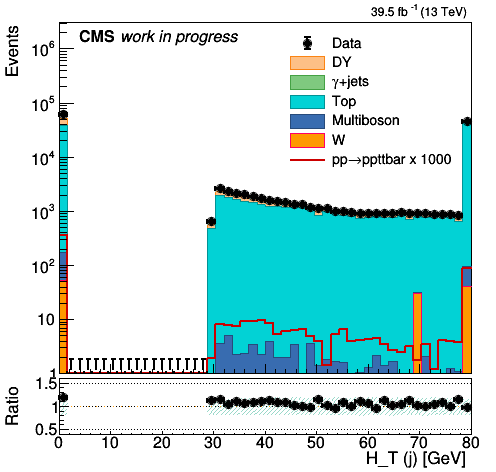 39.5 fb⁻¹ (13 TeV)
CMS work in progress
Events
10⁶
10⁵
10⁴
10³
10²
10
1
Data
DY
γ+jets
Top
Multiboson
W
pp→ppttbar x 1000
Ratio
1.5
1
0.5
0 10 20 30 40 50 60 70 80
H_T (j) [GeV]